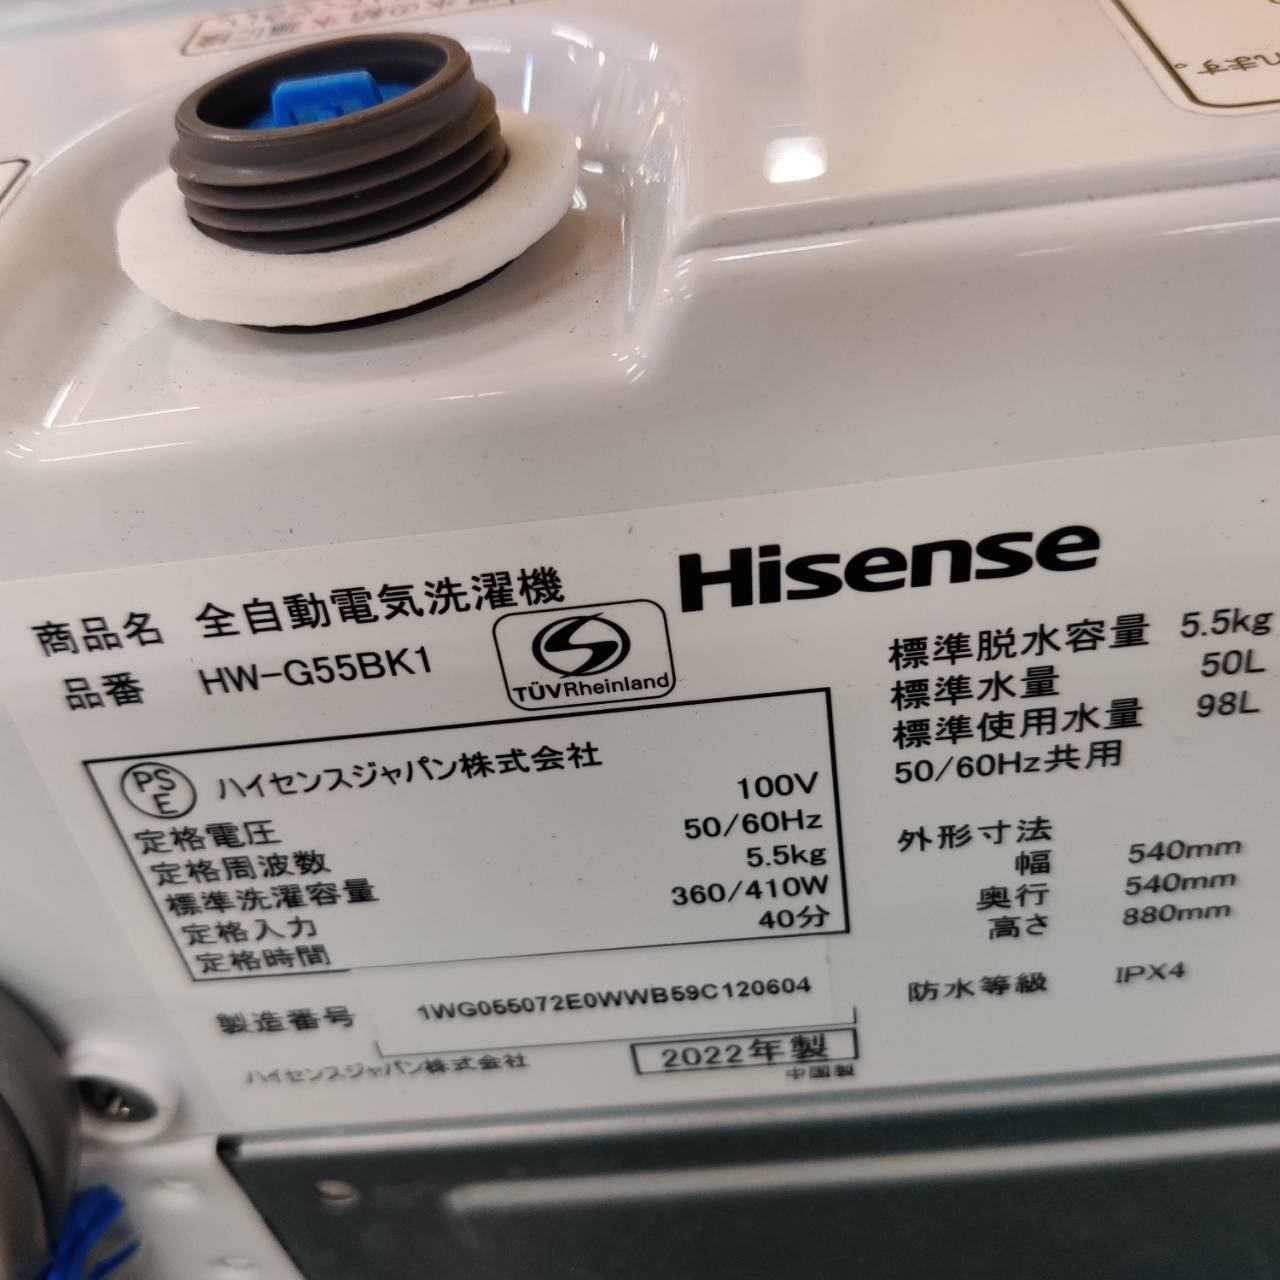 れます。
Hisense
商品名 全自動電気洗濯機
品番 HW-G55BK1
TÜVRheinland
PSE ハイセンスジャパン株式会社
定格電圧 100V
定格周波数 50/60Hz
標準洗濯容量 5.5kg
定格入力 360/410W
定格時間 40分
製造番号 1WG055072E0WWB59C120604
ハイセンスジャパン株式会社 2022年製
中国製
標準脱水容量 5.5kg
標準水量 50L
標準使用水量 98L
50/60Hz共用
外形寸法
幅 540mm
奥行 540mm
高さ 880mm
防水等級 IPX4